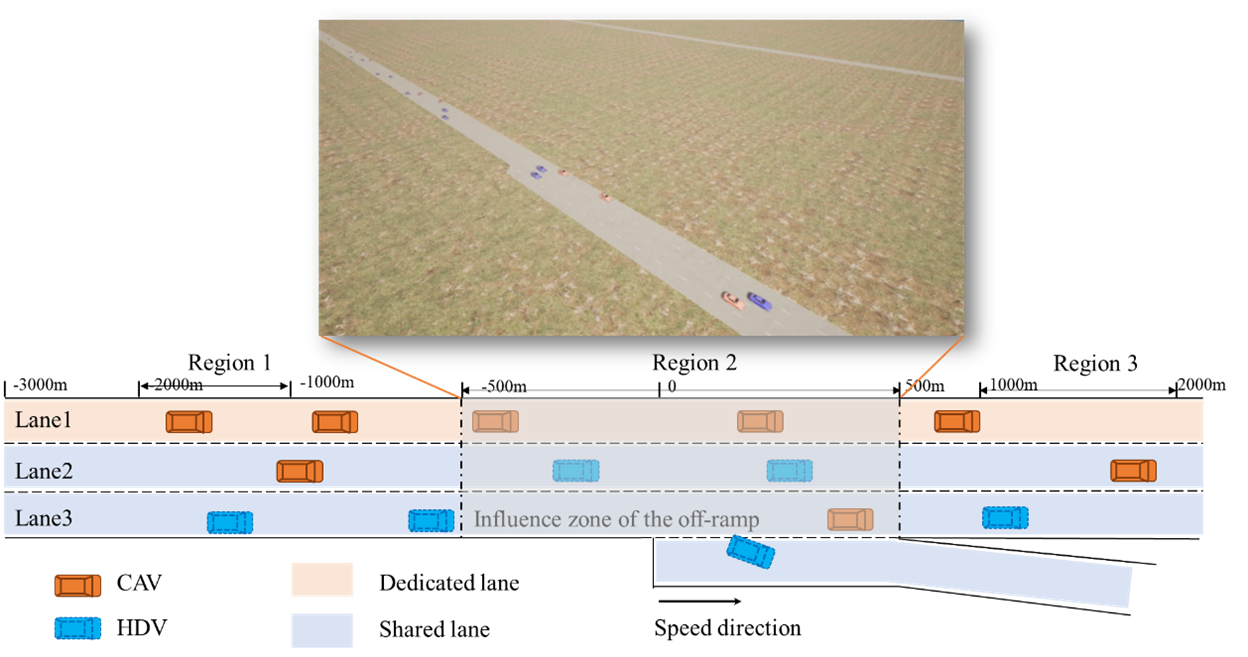 Region 1
Region 2
Region 3
-3000m
-2000m
-1000m
-500m
0
500m
1000m
2000m
Lane1
Lane2
Lane3
Influence zone of the off-ramp
CAV
Dedicated lane
HDV
Shared lane
Speed direction